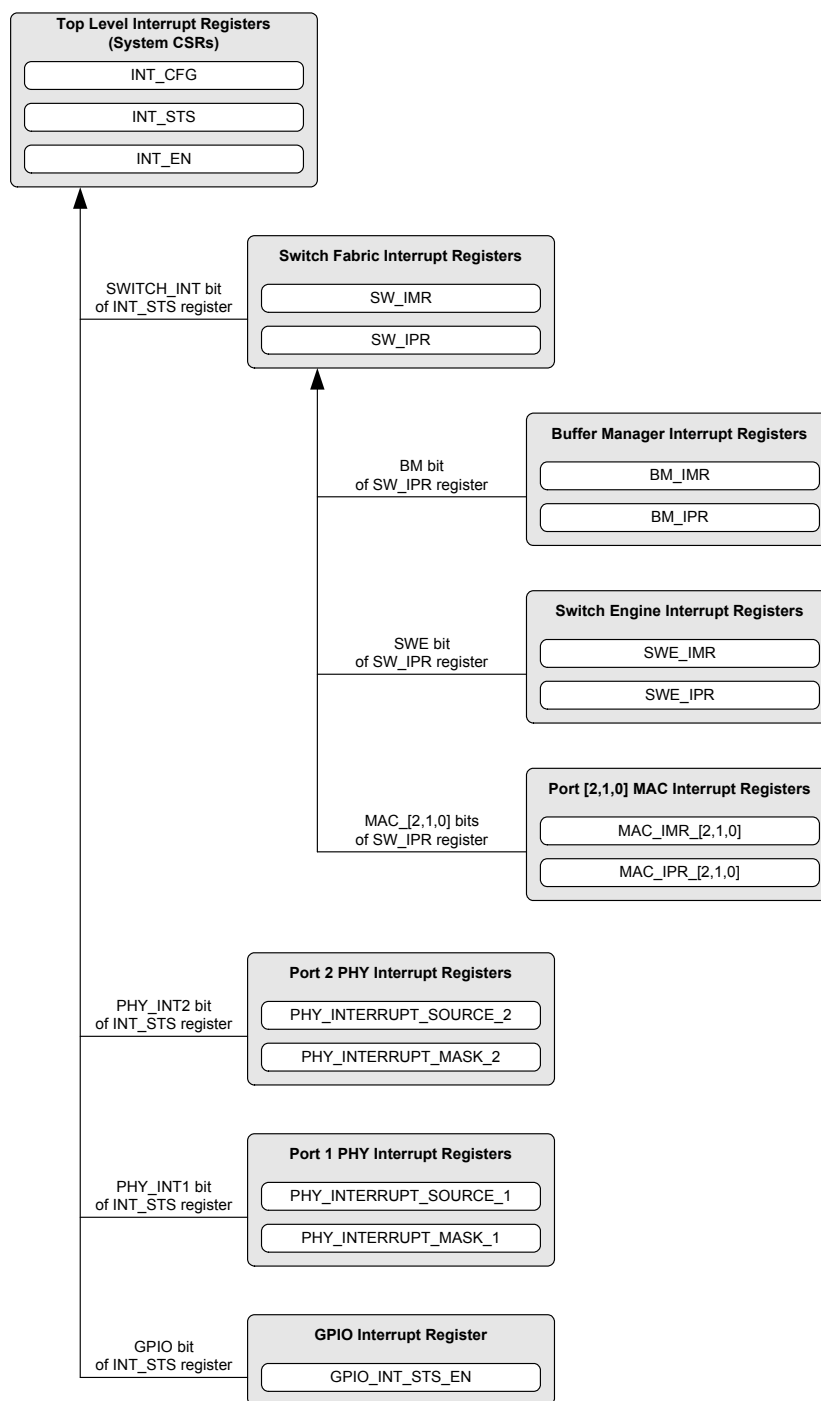 Top Level Interrupt Registers
(System CSRs)
INT_CFG
INT_STS
INT_EN
SWITCH_INT bit
of INT_STS register
Switch Fabric Interrupt Registers
SW_IMR
SW_IPR
BM bit
of SW_IPR register
Buffer Manager Interrupt Registers
BM_IMR
BM_IPR
SWE bit
of SW_IPR register
Switch Engine Interrupt Registers
SWE_IMR
SWE_IPR
MAC_[2,1,0] bits
of SW_IPR register
Port [2,1,0] MAC Interrupt Registers
MAC_IMR_[2,1,0]
MAC_IPR_[2,1,0]
PHY_INT2 bit
of INT_STS register
Port 2 PHY Interrupt Registers
PHY_INTERRUPT_SOURCE_2
PHY_INTERRUPT_MASK_2
PHY_INT1 bit
of INT_STS register
Port 1 PHY Interrupt Registers
PHY_INTERRUPT_SOURCE_1
PHY_INTERRUPT_MASK_1
GPIO bit
of INT_STS register
GPIO Interrupt Register
GPIO_INT_STS_EN